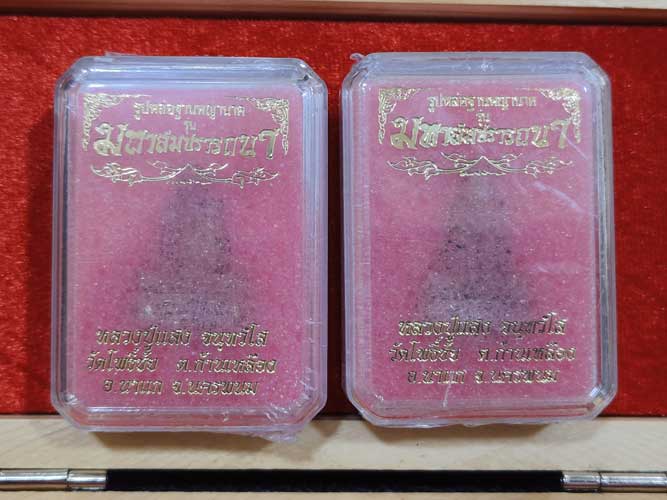 รูปหล่อฐานพญานาค
รุ่น
มหาสมปรารถนา
หลวงปู่แสง จนฺทวํโส
วัดโพธิ์ชัย ต.ก้านเหลือง
อ.นาแก จ.นครพนม
รูปหล่อฐานพญานาค
รุ่น
มหาสมปรารถนา
หลวงปู่แสง จนฺทวํโส
วัดโพธิ์ชัย ต.ก้านเหลือง
อ.นาแก จ.นครพนม